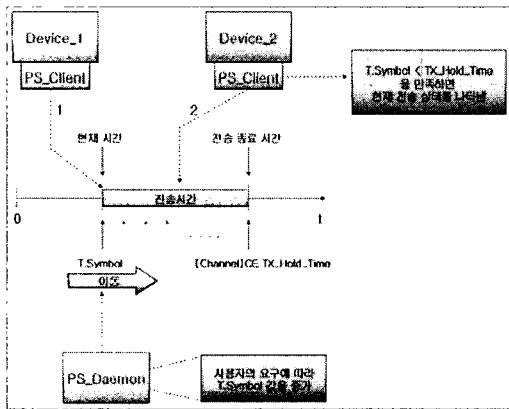 Device_1
Device_2
PS_Client
PS_Client
T.Symbol < TX_Hold_Time
을 만족하면
현재 전송 상태를 나타냄
1
2
현재 시간
전송 종료 시간
전송시간
0
t
T.Symbol
[Channel]CE.TX_Hold_Time
이동
PS_Daemon
사용자의 요구에 따라
T.Symbol 값을 증가